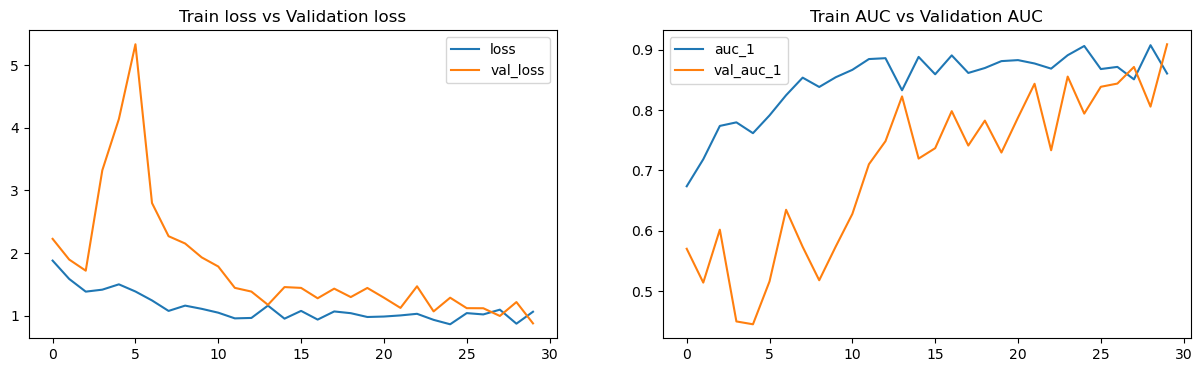 Train loss vs Validation loss
loss
val_loss
5
4
3
2
1
0 5 10 15 20 25 30
Train AUC vs Validation AUC
auc_1
val_auc_1
0.9
0.8
0.7
0.6
0.5
0 5 10 15 20 25 30